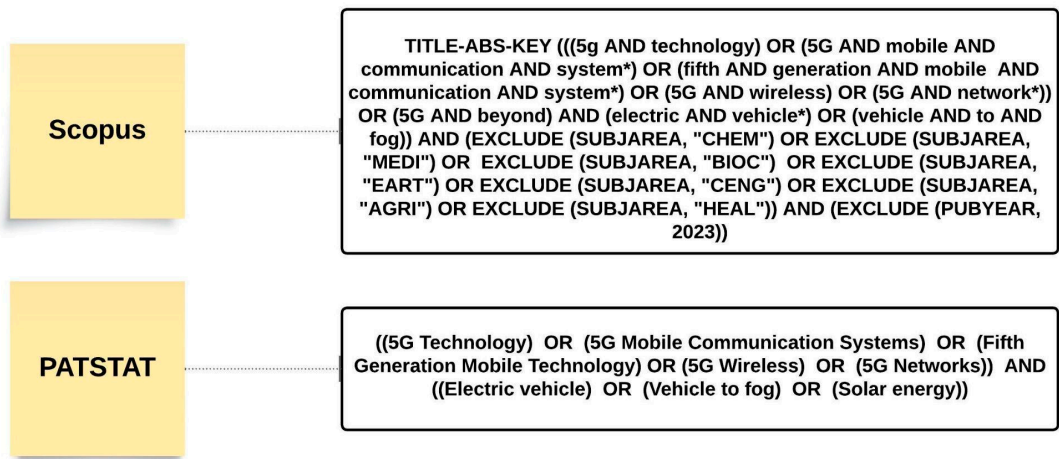 Scopus
TITLE-ABS-KEY (((5g AND technology) OR (5G AND mobile AND
communication AND system*) OR (fifth AND generation AND mobile AND
communication AND system*) OR (5G AND wireless) OR (5G AND network*))
OR (5G AND beyond) AND (electric AND vehicle*) OR (vehicle AND to AND
fog)) AND (EXCLUDE (SUBJAREA, "CHEM") OR EXCLUDE (SUBJAREA,
"MEDI") OR EXCLUDE (SUBJAREA, "BIOC") OR EXCLUDE (SUBJAREA,
"EART") OR EXCLUDE (SUBJAREA, "CENG") OR EXCLUDE (SUBJAREA,
"AGRI") OR EXCLUDE (SUBJAREA, "HEAL")) AND (EXCLUDE (PUBYEAR,
2023))
PATSTAT
((5G Technology) OR (5G Mobile Communication Systems) OR (Fifth
Generation Mobile Technology) OR (5G Wireless) OR (5G Networks)) AND
((Electric vehicle) OR (Vehicle to fog) OR (Solar energy))